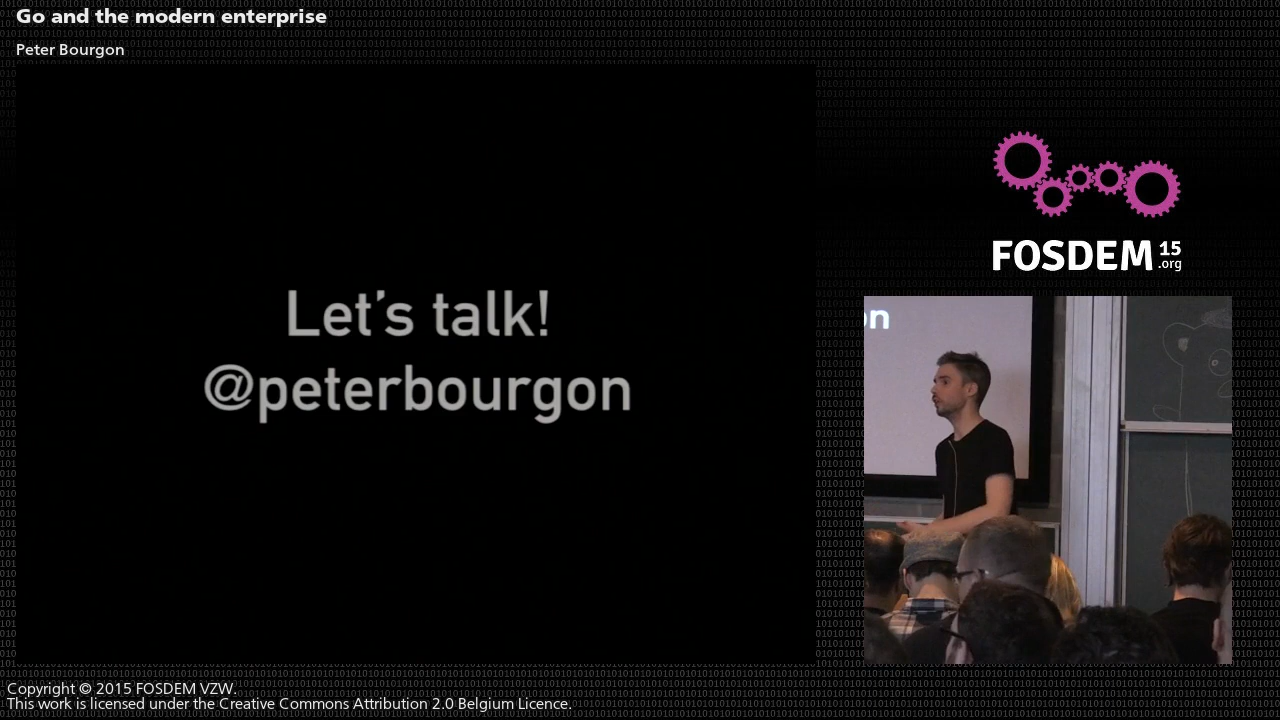 Go and the modern enterprise
Peter Bourgon
Let's talk!
@peterbourgon
FOSDEM 15
.org
on
Copyright © 2015 FOSDEM VZW.
This work is licensed under the Creative Commons Attribution 2.0 Belgium Licence.